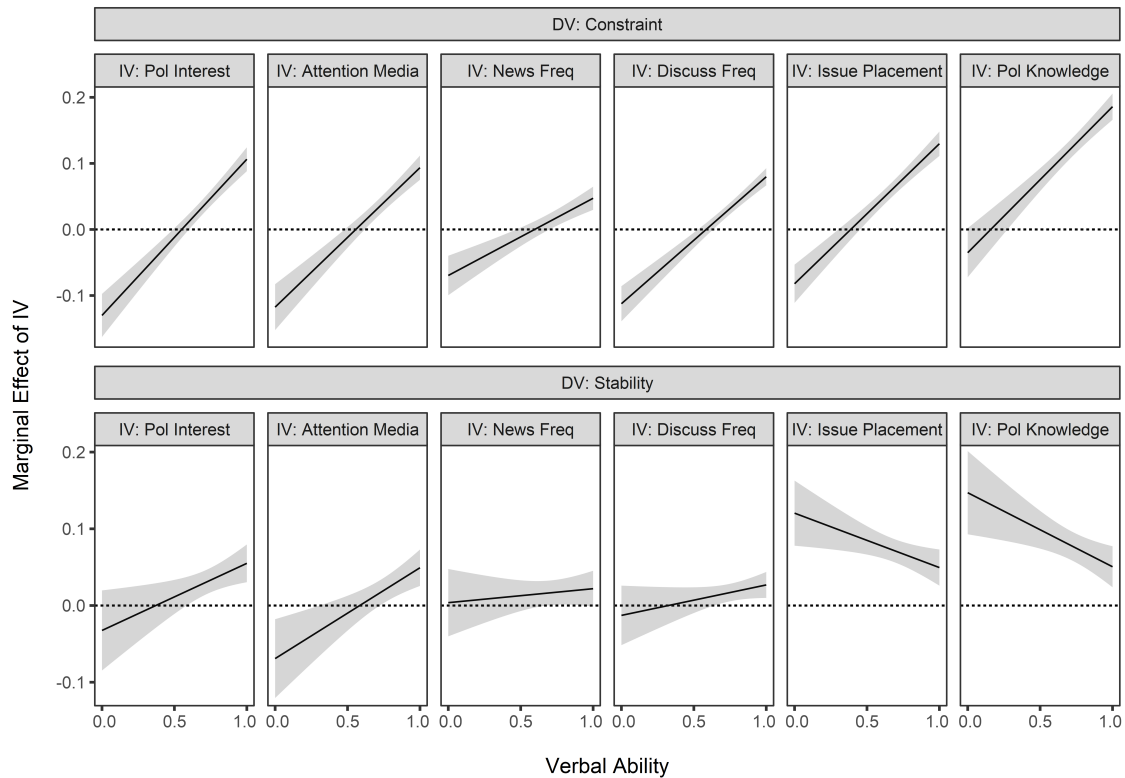 DV: Constraint
IV: Pol Interest
IV: Attention Media
IV: News Freq
IV: Discuss Freq
IV: Issue Placement
IV: Pol Knowledge
0.2
0.1
0.0
-0.1
Marginal Effect of IV
DV: Stability
IV: Pol Interest
IV: Attention Media
IV: News Freq
IV: Discuss Freq
IV: Issue Placement
IV: Pol Knowledge
0.2
0.1
0.0
-0.1
0.0 0.5 1.0
0.0 0.5 1.0
0.0 0.5 1.0
0.0 0.5 1.0
0.0 0.5 1.0
0.0 0.5 1.0
Verbal Ability